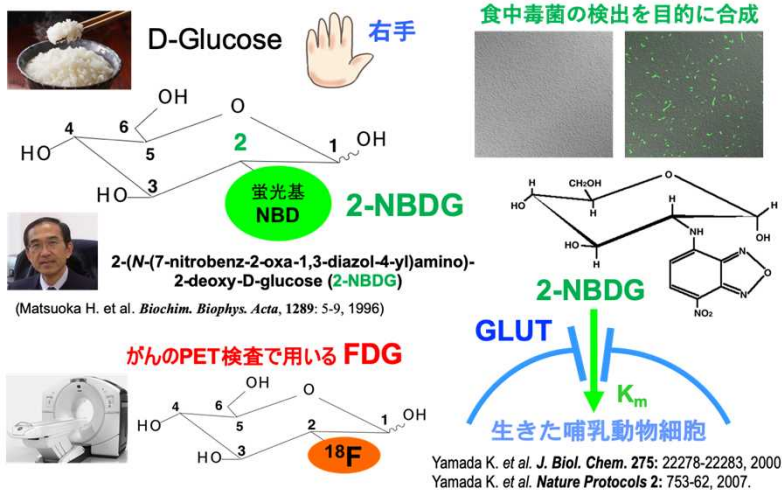 D-Glucose
右手
OH
O
6
4
5
2
1
OH
HO
HO
3
蛍光基
NBD
2-NBDG
2-(N-(7-nitrobenz-2-oxa-1,3-diazol-4-yl)amino)-
2-deoxy-D-glucose (2-NBDG)
(Matsuoka H. et al. Biochim. Biophys. Acta, 1289: 5-9, 1996)
がんのPET検査で用いる FDG
OH
O
4
6
5
2
1
OH
HO
HO
3
18F
食中毒菌の検出を目的に合成
H
CH2OH
O
H
HO
H
H
HO
H
NH
OH
H
N
O
N
NO2
2-NBDG
GLUT
Km
生きた哺乳動物細胞
Yamada K. et al. J. Biol. Chem. 275: 22278-22283, 2000
Yamada K. et al. Nature Protocols 2: 753-62, 2007.